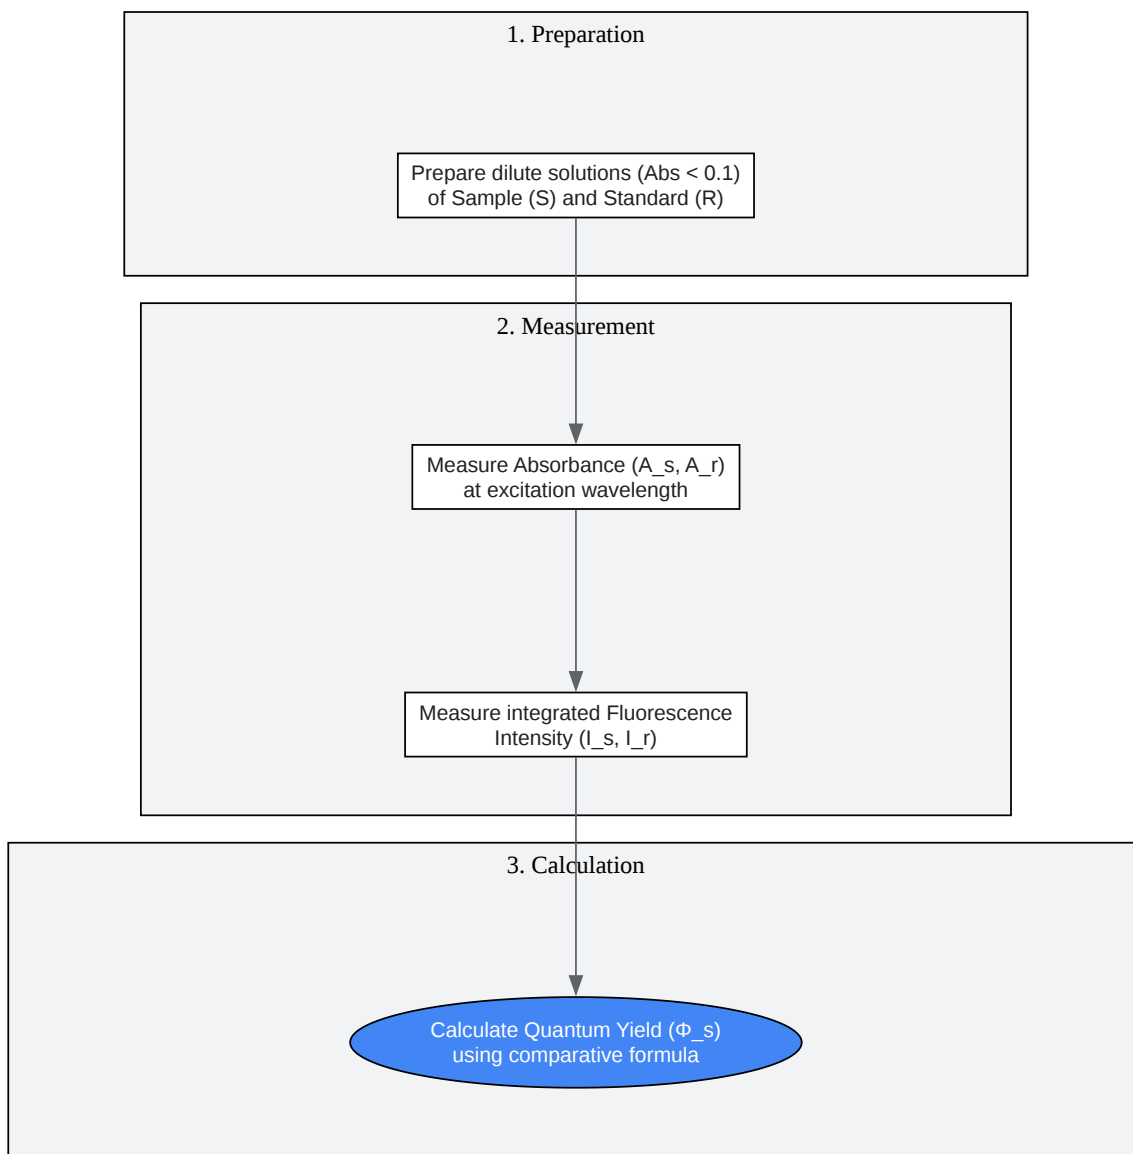 1. Preparation
Prepare dilute solutions (Abs < 0.1)
of Sample (S) and Standard (R)
2. Measurement
Measure Absorbance (A_s, A_r)
at excitation wavelength
Measure integrated Fluorescence
Intensity (I_s, I_r)
3. Calculation
Calculate Quantum Yield (Φ_s)
using comparative formula